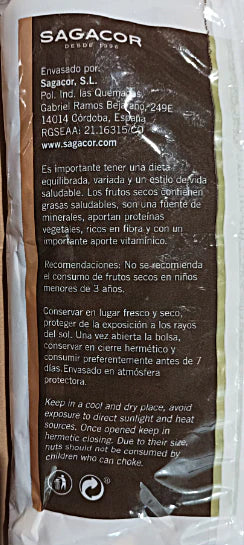 SAGACOR
DESDE 1996
Envasado por:
Sagacor, S.L.
Pol. Ind. las Quemadas,
Gabriel Ramos Bejarano, 249E
14014 Córdoba, España
RGSEAA: 21.16315/CO
www.sagacor.com
Es importante tener una dieta
equilibrada, variada y un estilo de vida
saludable. Los frutos secos contienen
grasas saludables, son una fuente de
minerales, aportan proteínas
vegetales, ricos en fibra y con un
importante aporte vitamínico.
Recomendaciones: No se recomienda
el consumo de frutos secos en niños
menores de 3 años.
Conservar en lugar fresco y seco,
proteger de la exposición a los rayos
del sol. Una vez abierta la bolsa,
conservar en cierre hermético y
consumir preferentemente antes de 7
días. Envasado en atmósfera
protectora.
Keep in a cool and dry place, avoid
exposure to direct sunlight and heat
sources. Once opened keep in
hermetic closing. Due to their size,
nuts should not be consumed by
children who can choke.